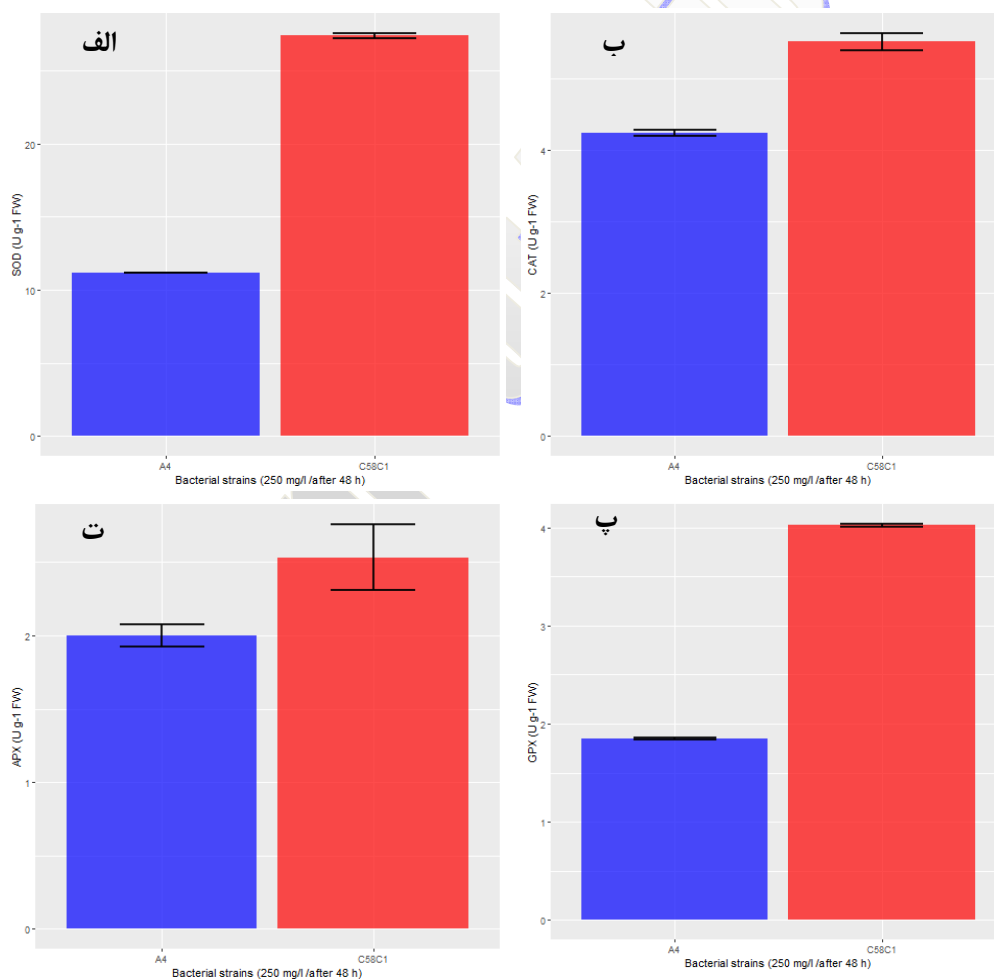 الف
20
10
0
SOD (U g-1 FW)
A4
C58C1
Bacterial strains (250 mg/l /after 48 h)
ب
4
2
0
CAT (U g-1 FW)
A4
C58C1
Bacterial strains (250 mg/l /after 48 h)
ت
2
1
0
APX (U g-1 FW)
A4
C58C1
Bacterial strains (250 mg/l /after 48 h)
پ
4
3
2
1
0
GPX (U g-1 FW)
A4
C58C1
Bacterial strains (250 mg/l /after 48 h)